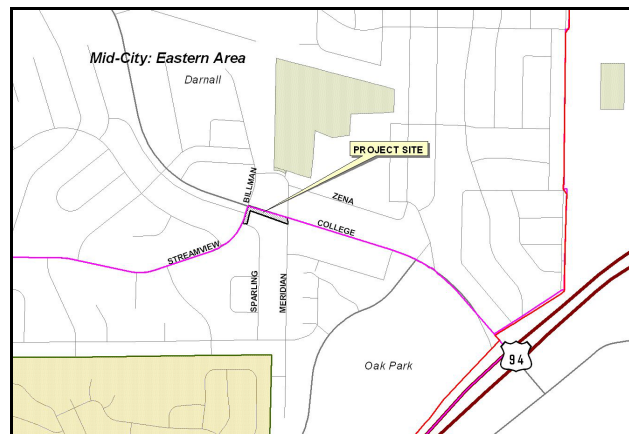 Mid-City: Eastern Area
Darnall
PROJECT SITE
BILLMAN
ZENA
COLLEGE
STREAMVIEW
SPARLING
MERIDIAN
Oak Park
94